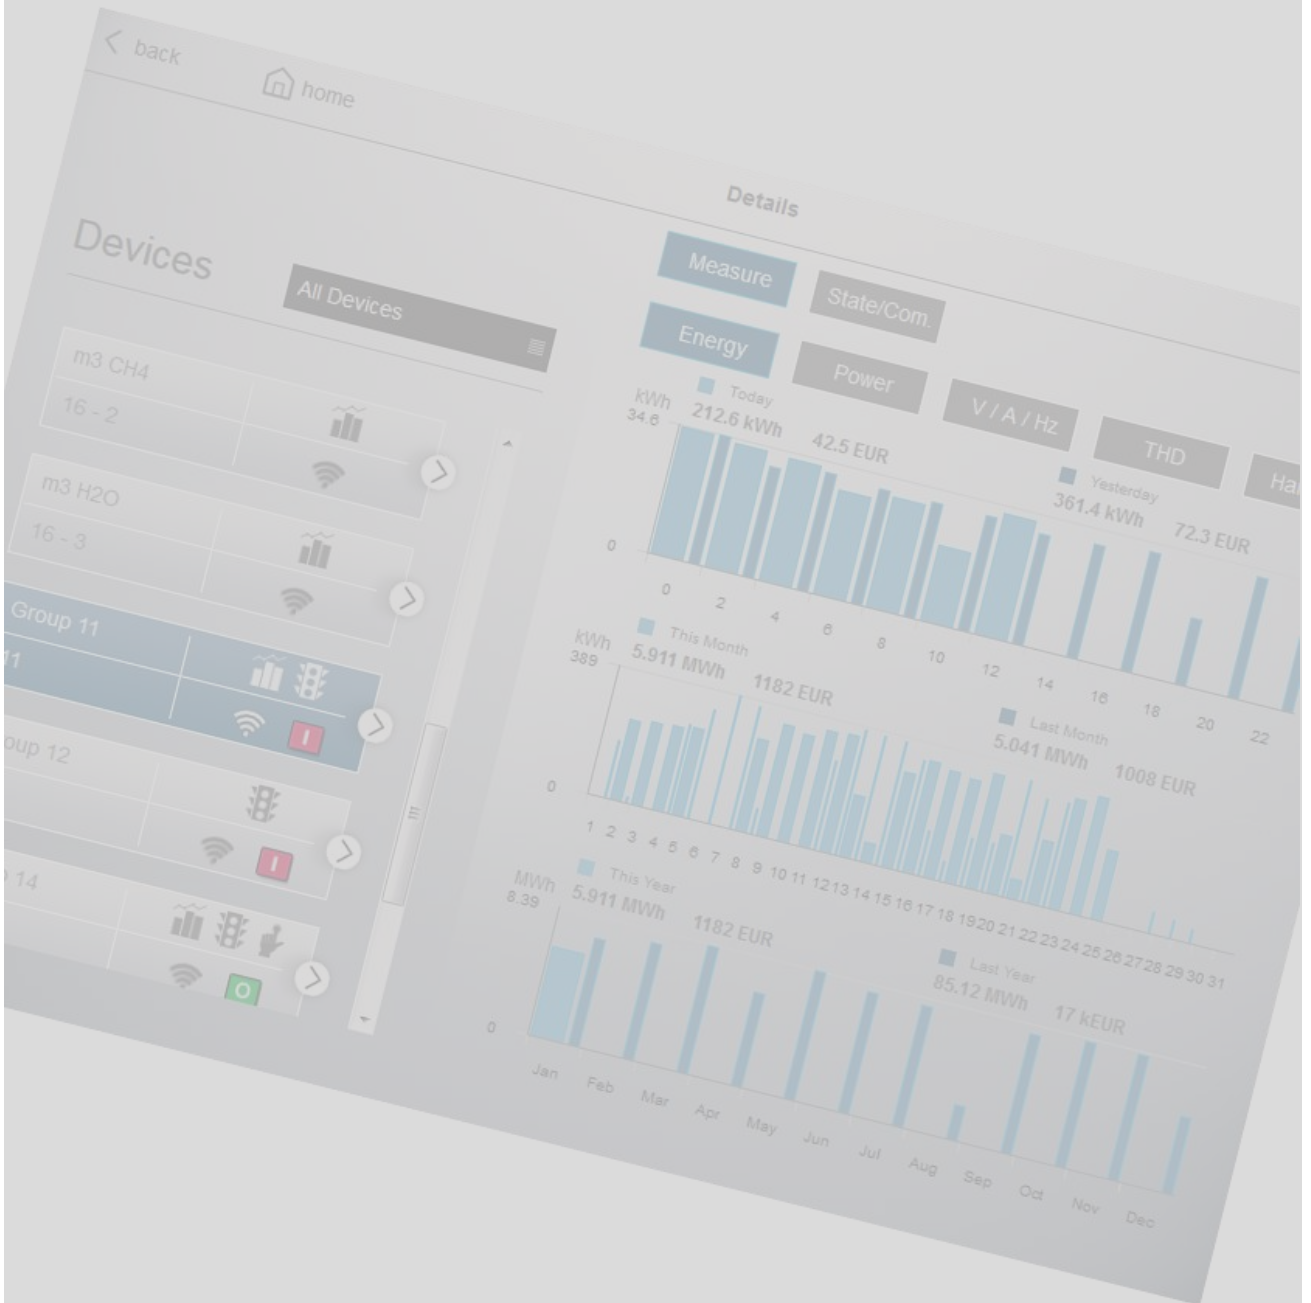 back
home
Details
Devices
All Devices
Measure
State/Com.
Energy
Power
V / A / Hz
THD
m3 CH4
16 - 2
m3 H2O
16 - 3
Group 11
11
oup 12
14
I
I
O
kWh
34.6
Today
212.6 kWh 42.5 EUR
Yesterday
361.4 kWh 72.3 EUR
0
0 2 4 6 8 10 12 14 16 18 20 22
kWh
389
This Month
5.911 MWh 1182 EUR
Last Month
5.041 MWh 1008 EUR
0
1 2 3 4 5 6 7 8 9 10 11 12 13 14 15 16 17 18 19 20 21 22 23 24 25 26 27 28 29 30 31
MWh
8.39
This Year
5.911 MWh 1182 EUR
Last Year
85.12 MWh 17 kEUR
0
Jan Feb Mar Apr May Jun Jul Aug Sep Oct Nov Dec